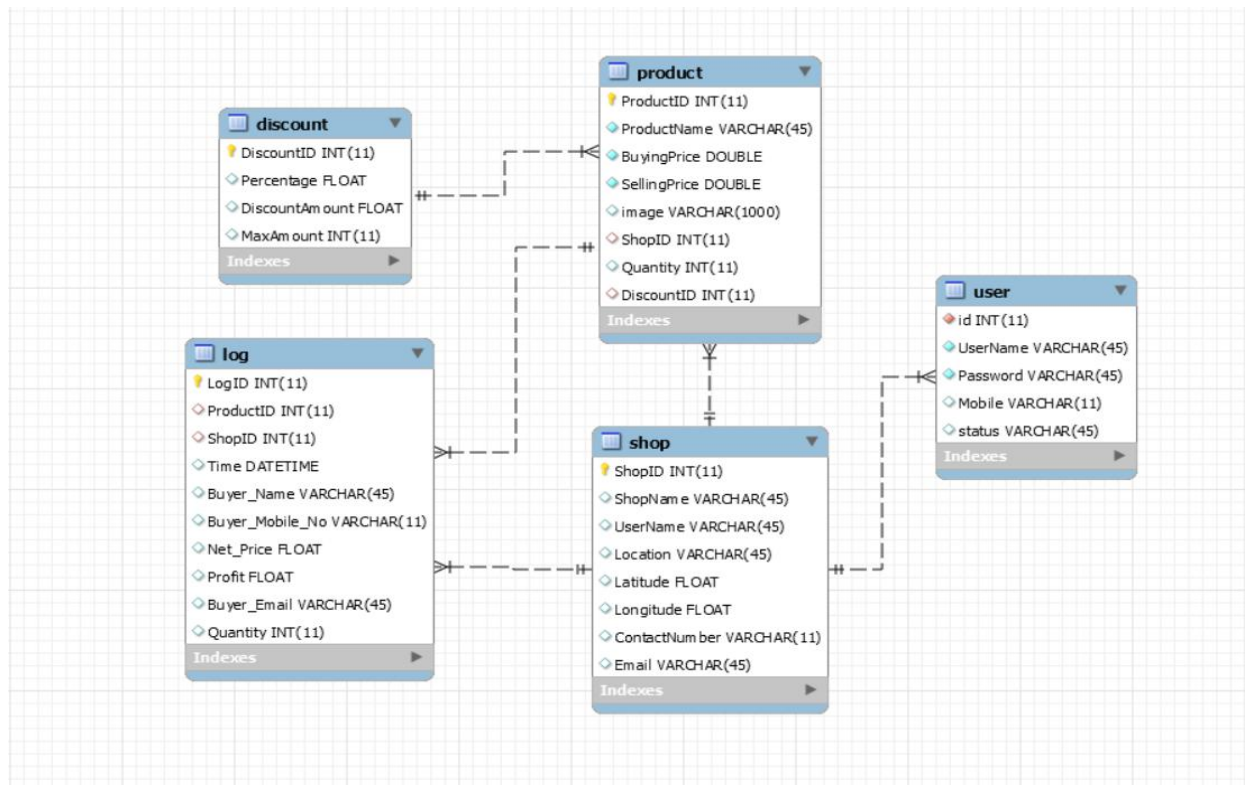 discount
DiscountID INT(11)
Percentage FLOAT
DiscountAmount FLOAT
MaxAmount INT(11)
Indexes
product
ProductID INT(11)
ProductName VARCHAR(45)
BuyingPrice DOUBLE
SellingPrice DOUBLE
image VARCHAR(1000)
ShopID INT(11)
Quantity INT(11)
DiscountID INT(11)
Indexes
log
LogID INT(11)
ProductID INT(11)
ShopID INT(11)
Time DATETIME
Buyer_Name VARCHAR(45)
Buyer_Mobile_No VARCHAR(11)
Net_Price FLOAT
Profit FLOAT
Buyer_Email VARCHAR(45)
Quantity INT(11)
Indexes
shop
ShopID INT(11)
ShopName VARCHAR(45)
UserName VARCHAR(45)
Location VARCHAR(45)
Latitude FLOAT
Longitude FLOAT
ContactNumber VARCHAR(11)
Email VARCHAR(45)
Indexes
user
id INT(11)
UserName VARCHAR(45)
Password VARCHAR(45)
Mobile VARCHAR(11)
status VARCHAR(45)
Indexes